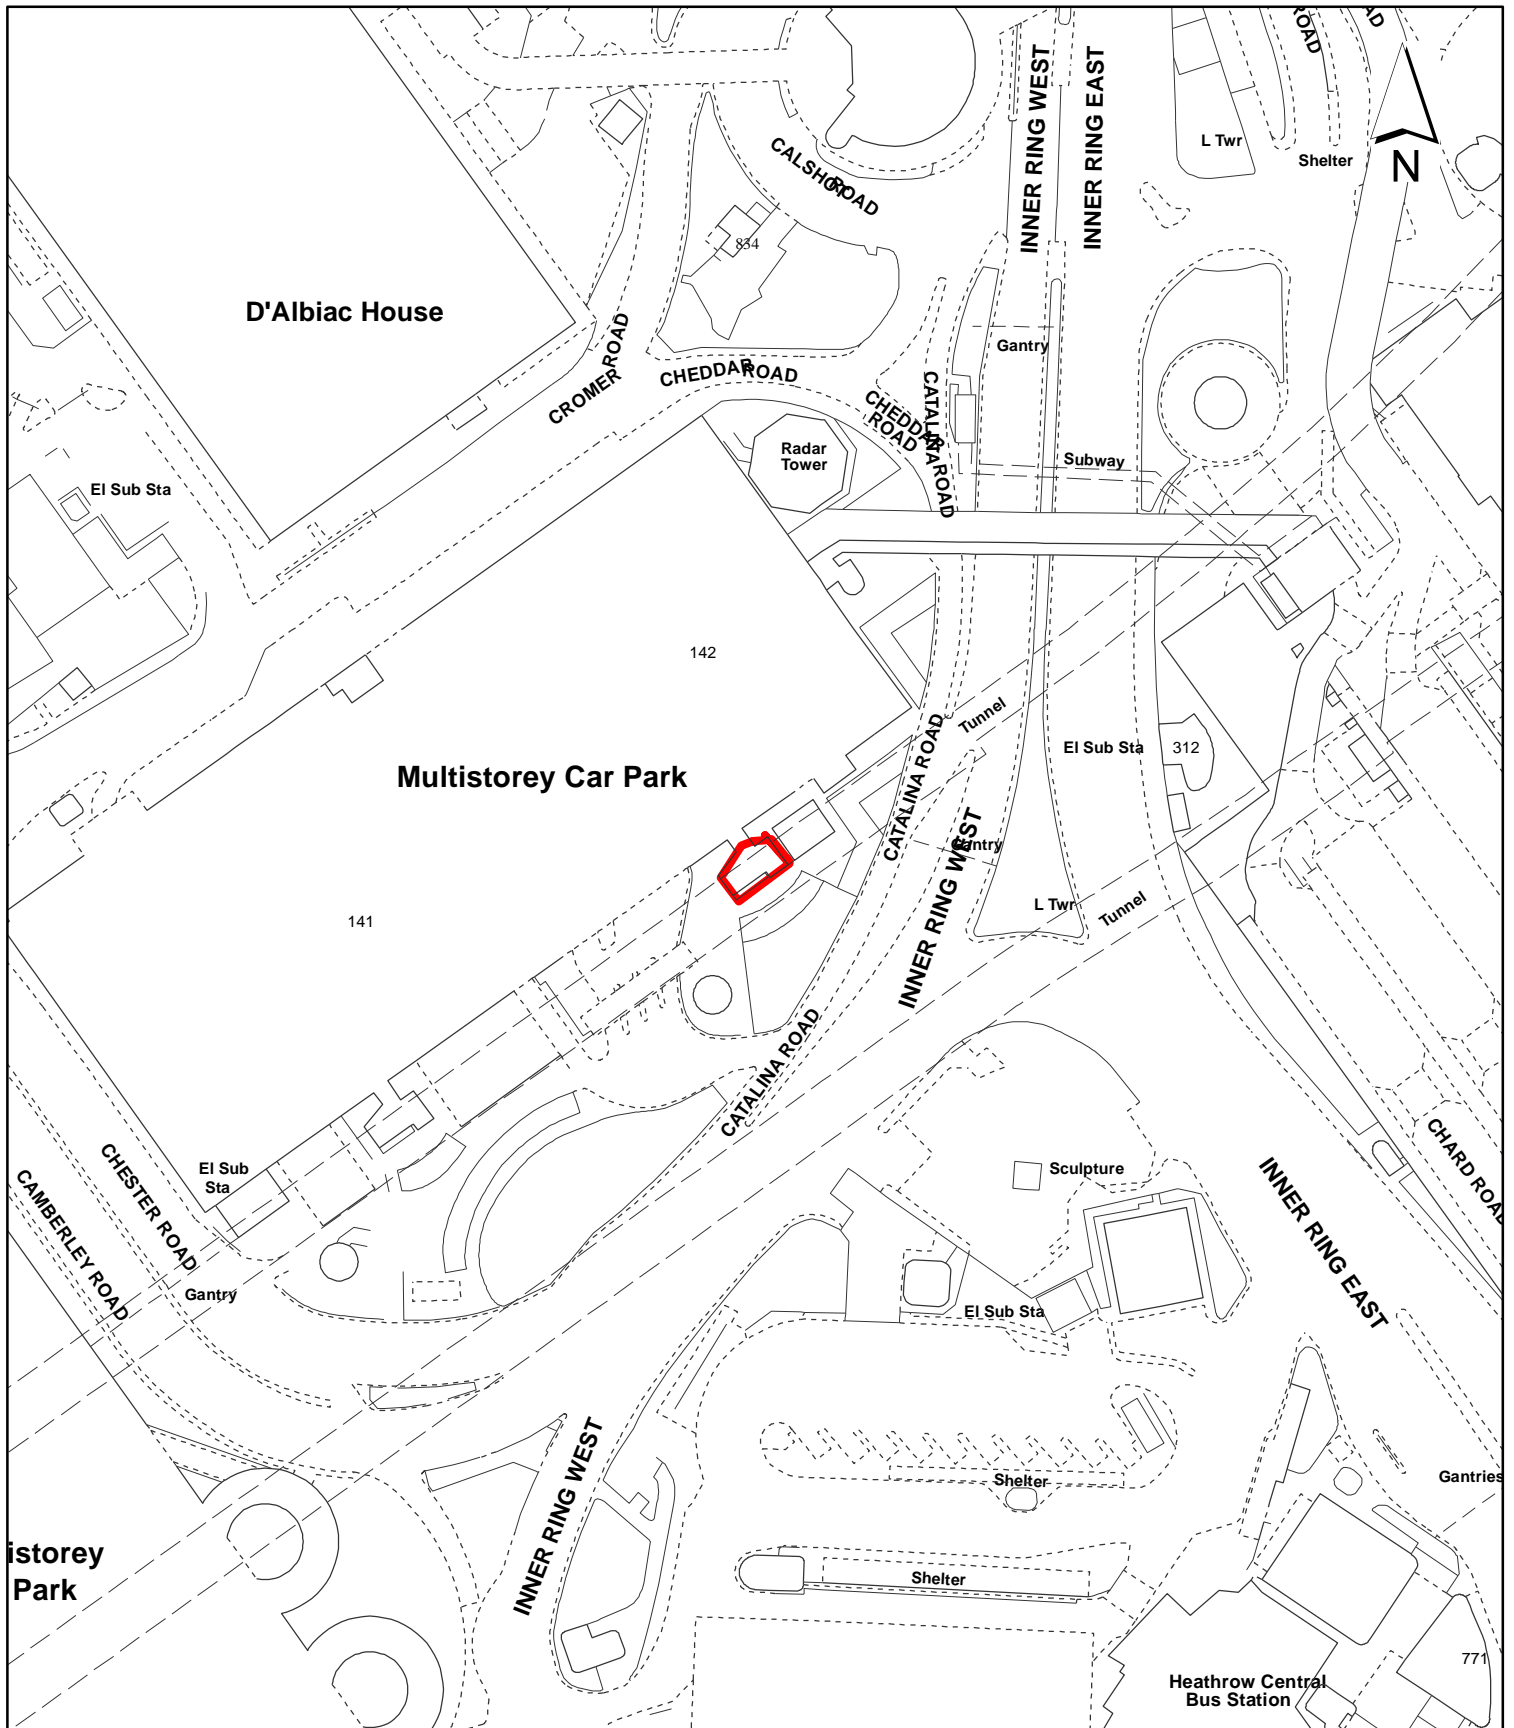 ROAD
AD
INNER RING WEST
INNER RING EAST
L Twr
Shelter
N
CALSHOT
ROAD
834
D'Albiac House
CROMER
ROAD
CHEDDAR
ROAD
Gantry
CATALINA
ROAD
CHEDDAR
ROAD
Radar
Tower
Subway
El Sub Sta
142
Tunnel
CATALINA ROAD
El Sub Sta
312
Multistorey Car Park
Gantry
INNER RING WEST
L Twr
Tunnel
141
CATALINA ROAD
CHARD ROAD
Sculpture
INNER RING EAST
El Sub
Sta
CHESTER ROAD
CAMBERLEY ROAD
Gantry
El Sub Sta
INNER RING WEST
Shelter
Gantries
istorey
Park
Shelter
771
Heathrow Central
Bus Station